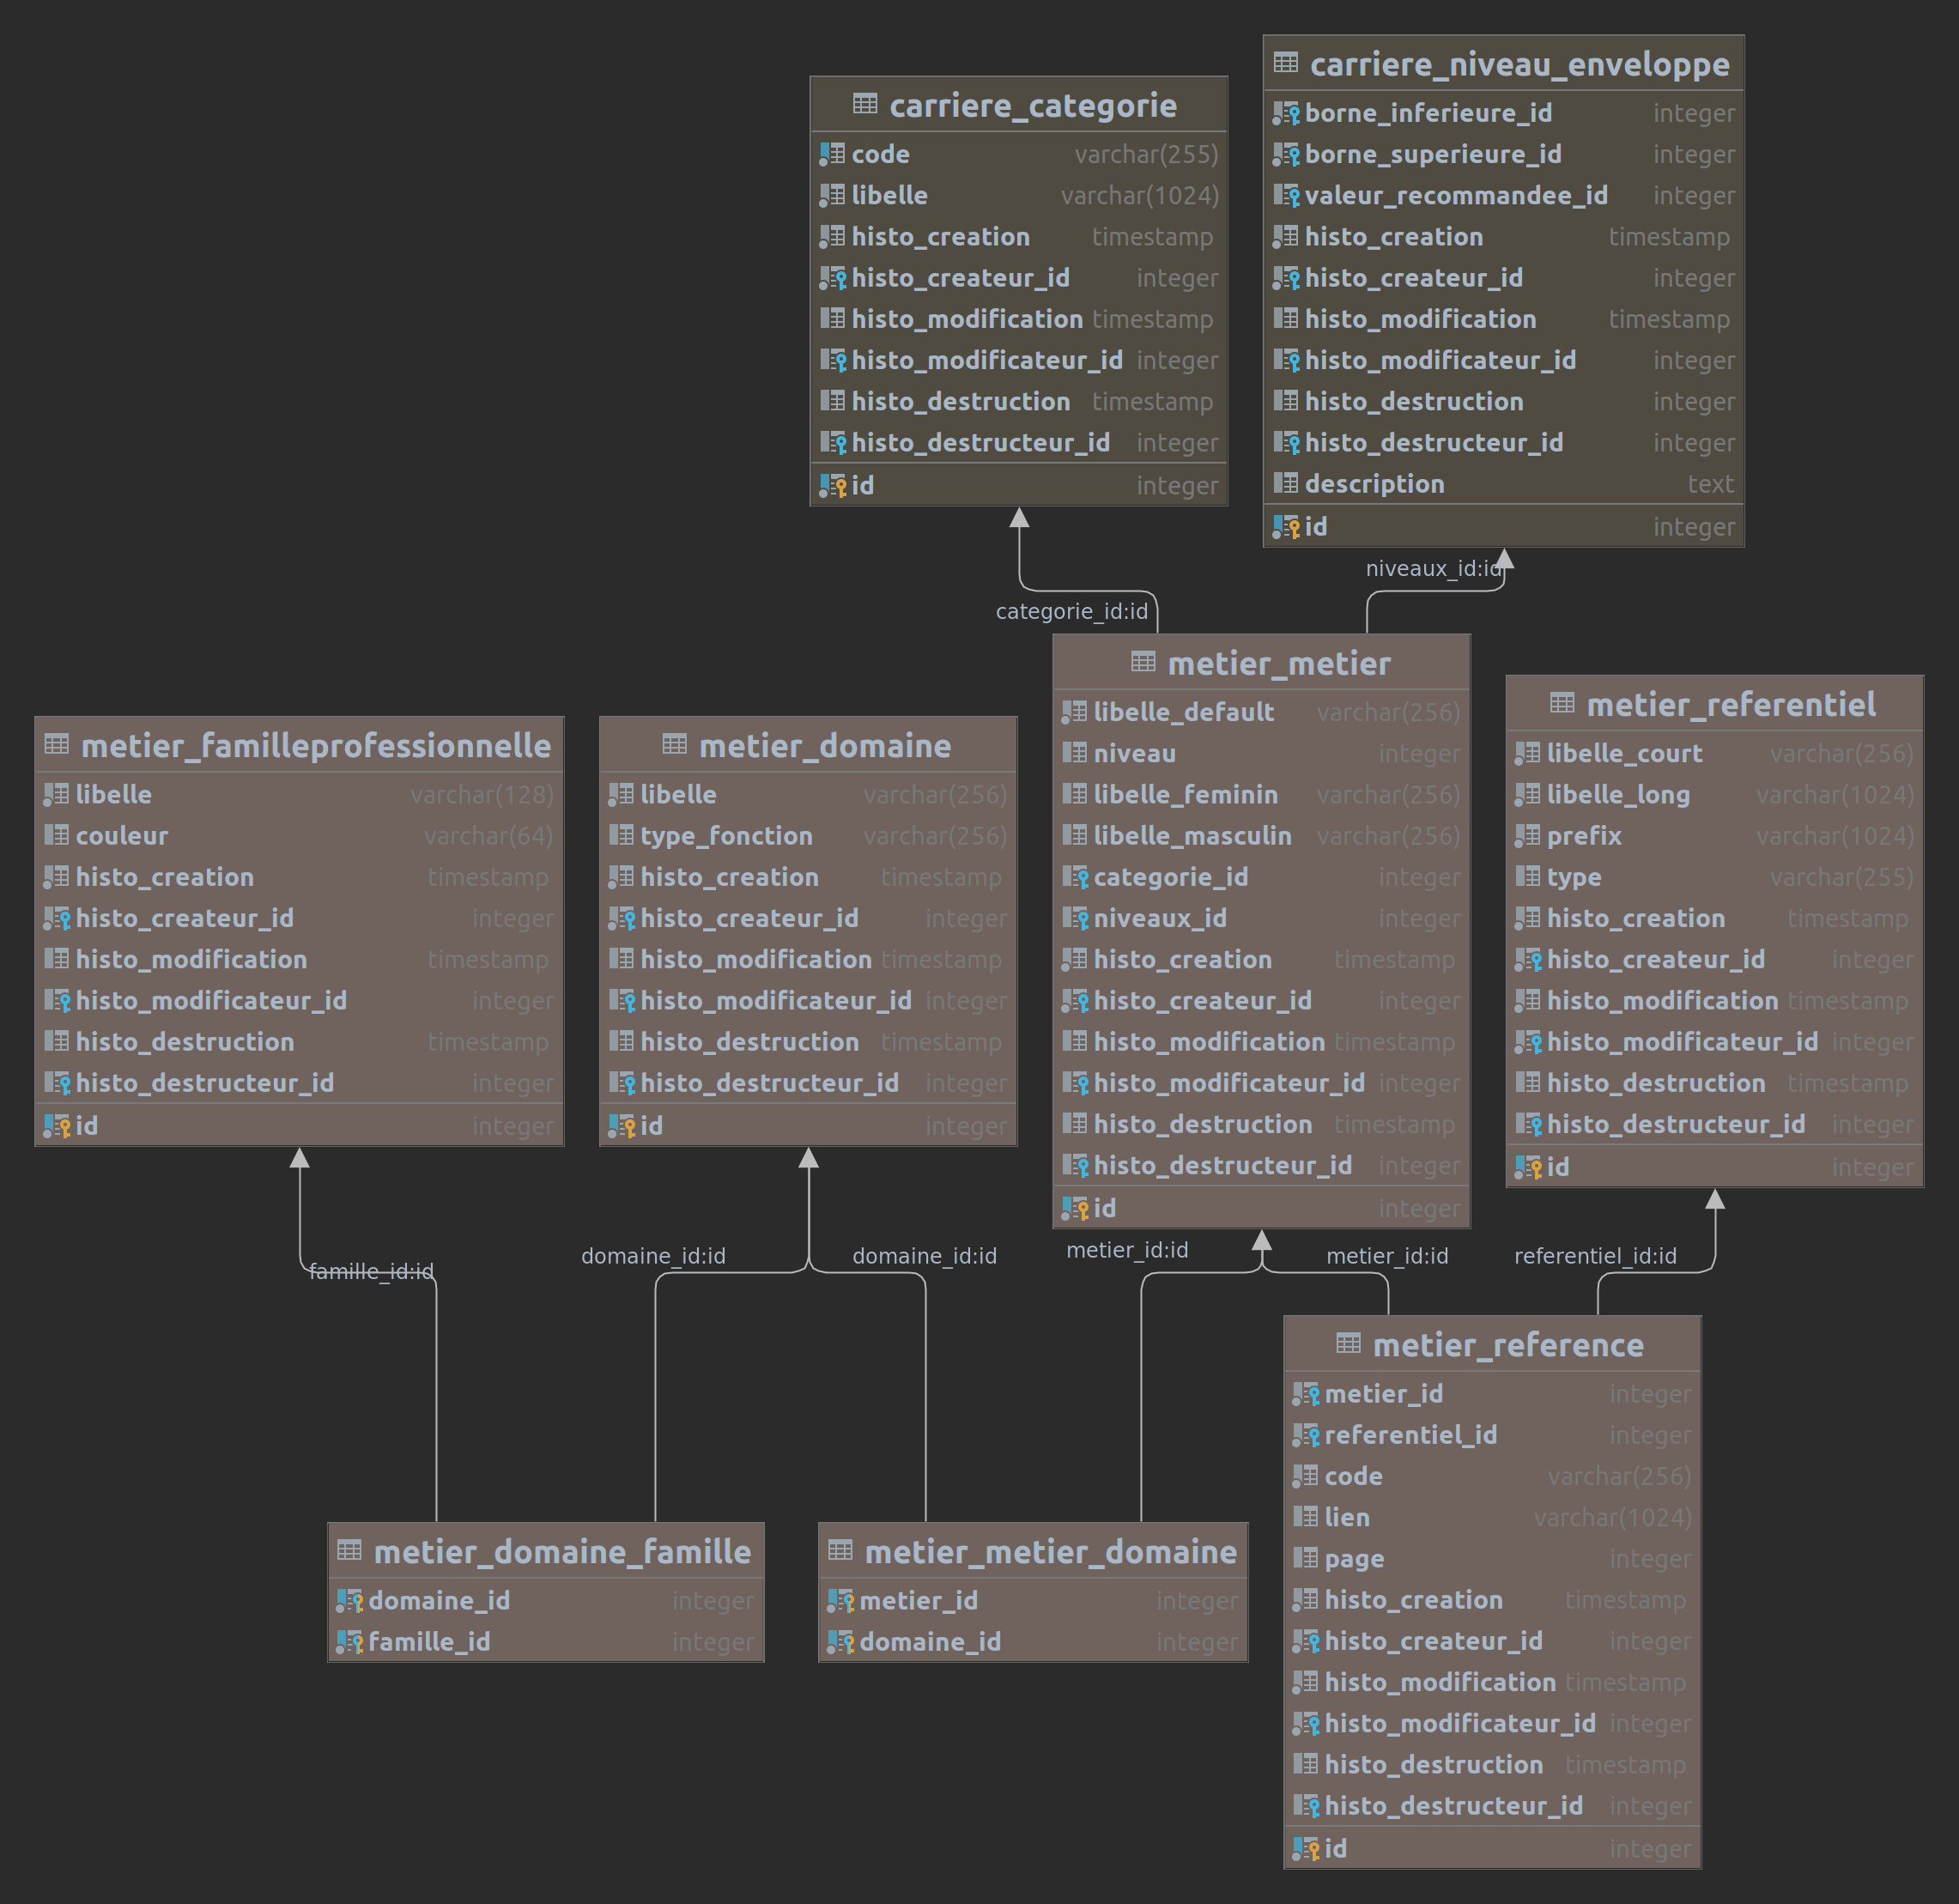 carriere_categorie
code varchar(255)
libelle varchar(1024)
histo_creation timestamp
histo_createur_id integer
histo_modification timestamp
histo_modificateur_id integer
histo_destruction timestamp
histo_destructeur_id integer
id integer
carriere_niveau_enveloppe
borne_inferieure_id integer
borne_superieure_id integer
valeur_recommandee_id integer
histo_creation timestamp
histo_createur_id integer
histo_modification timestamp
histo_modificateur_id integer
histo_destruction integer
histo_destructeur_id integer
description text
id integer
categorie_id:id
niveaux_id:id
metier_familleprofessionnelle
libelle varchar(128)
couleur varchar(64)
histo_creation timestamp
histo_createur_id integer
histo_modification timestamp
histo_modificateur_id integer
histo_destruction timestamp
histo_destructeur_id integer
id integer
metier_domaine
libelle varchar(256)
type_fonction varchar(256)
histo_creation timestamp
histo_createur_id integer
histo_modification timestamp
histo_modificateur_id integer
histo_destruction timestamp
histo_destructeur_id integer
id integer
metier_metier
libelle_default varchar(256)
niveau integer
libelle_feminin varchar(256)
libelle_masculin varchar(256)
categorie_id integer
niveaux_id integer
histo_creation timestamp
histo_createur_id integer
histo_modification timestamp
histo_modificateur_id integer
histo_destruction timestamp
histo_destructeur_id integer
id integer
metier_referentiel
libelle_court varchar(256)
libelle_long varchar(1024)
prefix varchar(1024)
type varchar(255)
histo_creation timestamp
histo_createur_id integer
histo_modification timestamp
histo_modificateur_id integer
histo_destruction timestamp
histo_destructeur_id integer
id integer
famille_id:id
domaine_id:id
domaine_id:id
metier_id:id
metier_id:id
referentiel_id:id
metier_domaine_famille
domaine_id integer
famille_id integer
metier_metier_domaine
metier_id integer
domaine_id integer
metier_reference
metier_id integer
referentiel_id integer
code varchar(256)
lien varchar(1024)
page integer
histo_creation timestamp
histo_createur_id integer
histo_modification timestamp
histo_modificateur_id integer
histo_destruction timestamp
histo_destructeur_id integer
id integer